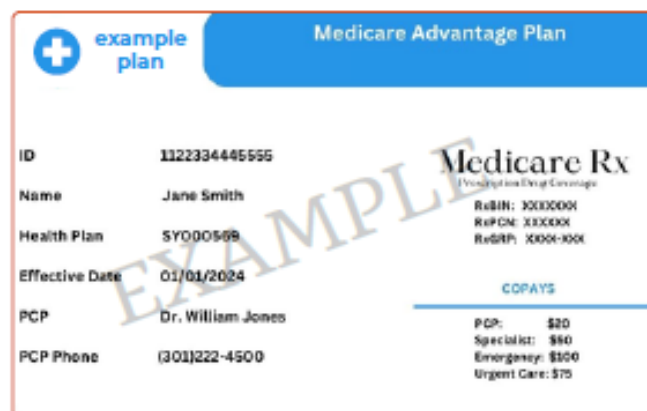 example
plan
Medicare Advantage Plan
ID 1122334445555
Name Jane Smith
Health Plan SY000569
Effective Date 01/01/2024
PCP Dr. William Jones
PCP Phone (301)222-4500
EXAMPLE
Medicare Rx
Prescription Drug Coverage
RxBIN: XXXXXXX
RxPCN: XXXXXX
RxGRP: XXXX-XXX
COPAYS
PCP: $20
Specialist: $50
Emergency: $100
Urgent Care: $75